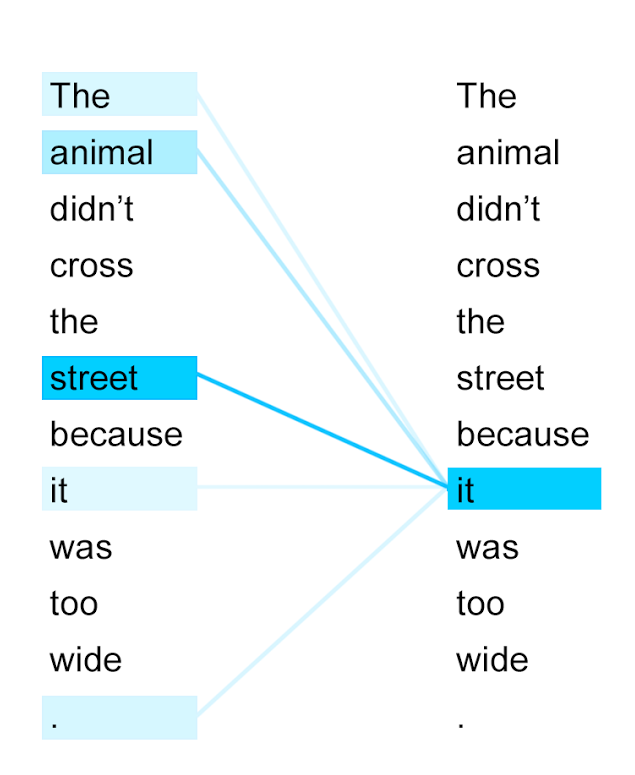 The The
animal animal
didn’t didn’t
cross cross
the the
street street
because because
it it
was was
too too
wide wide
. .